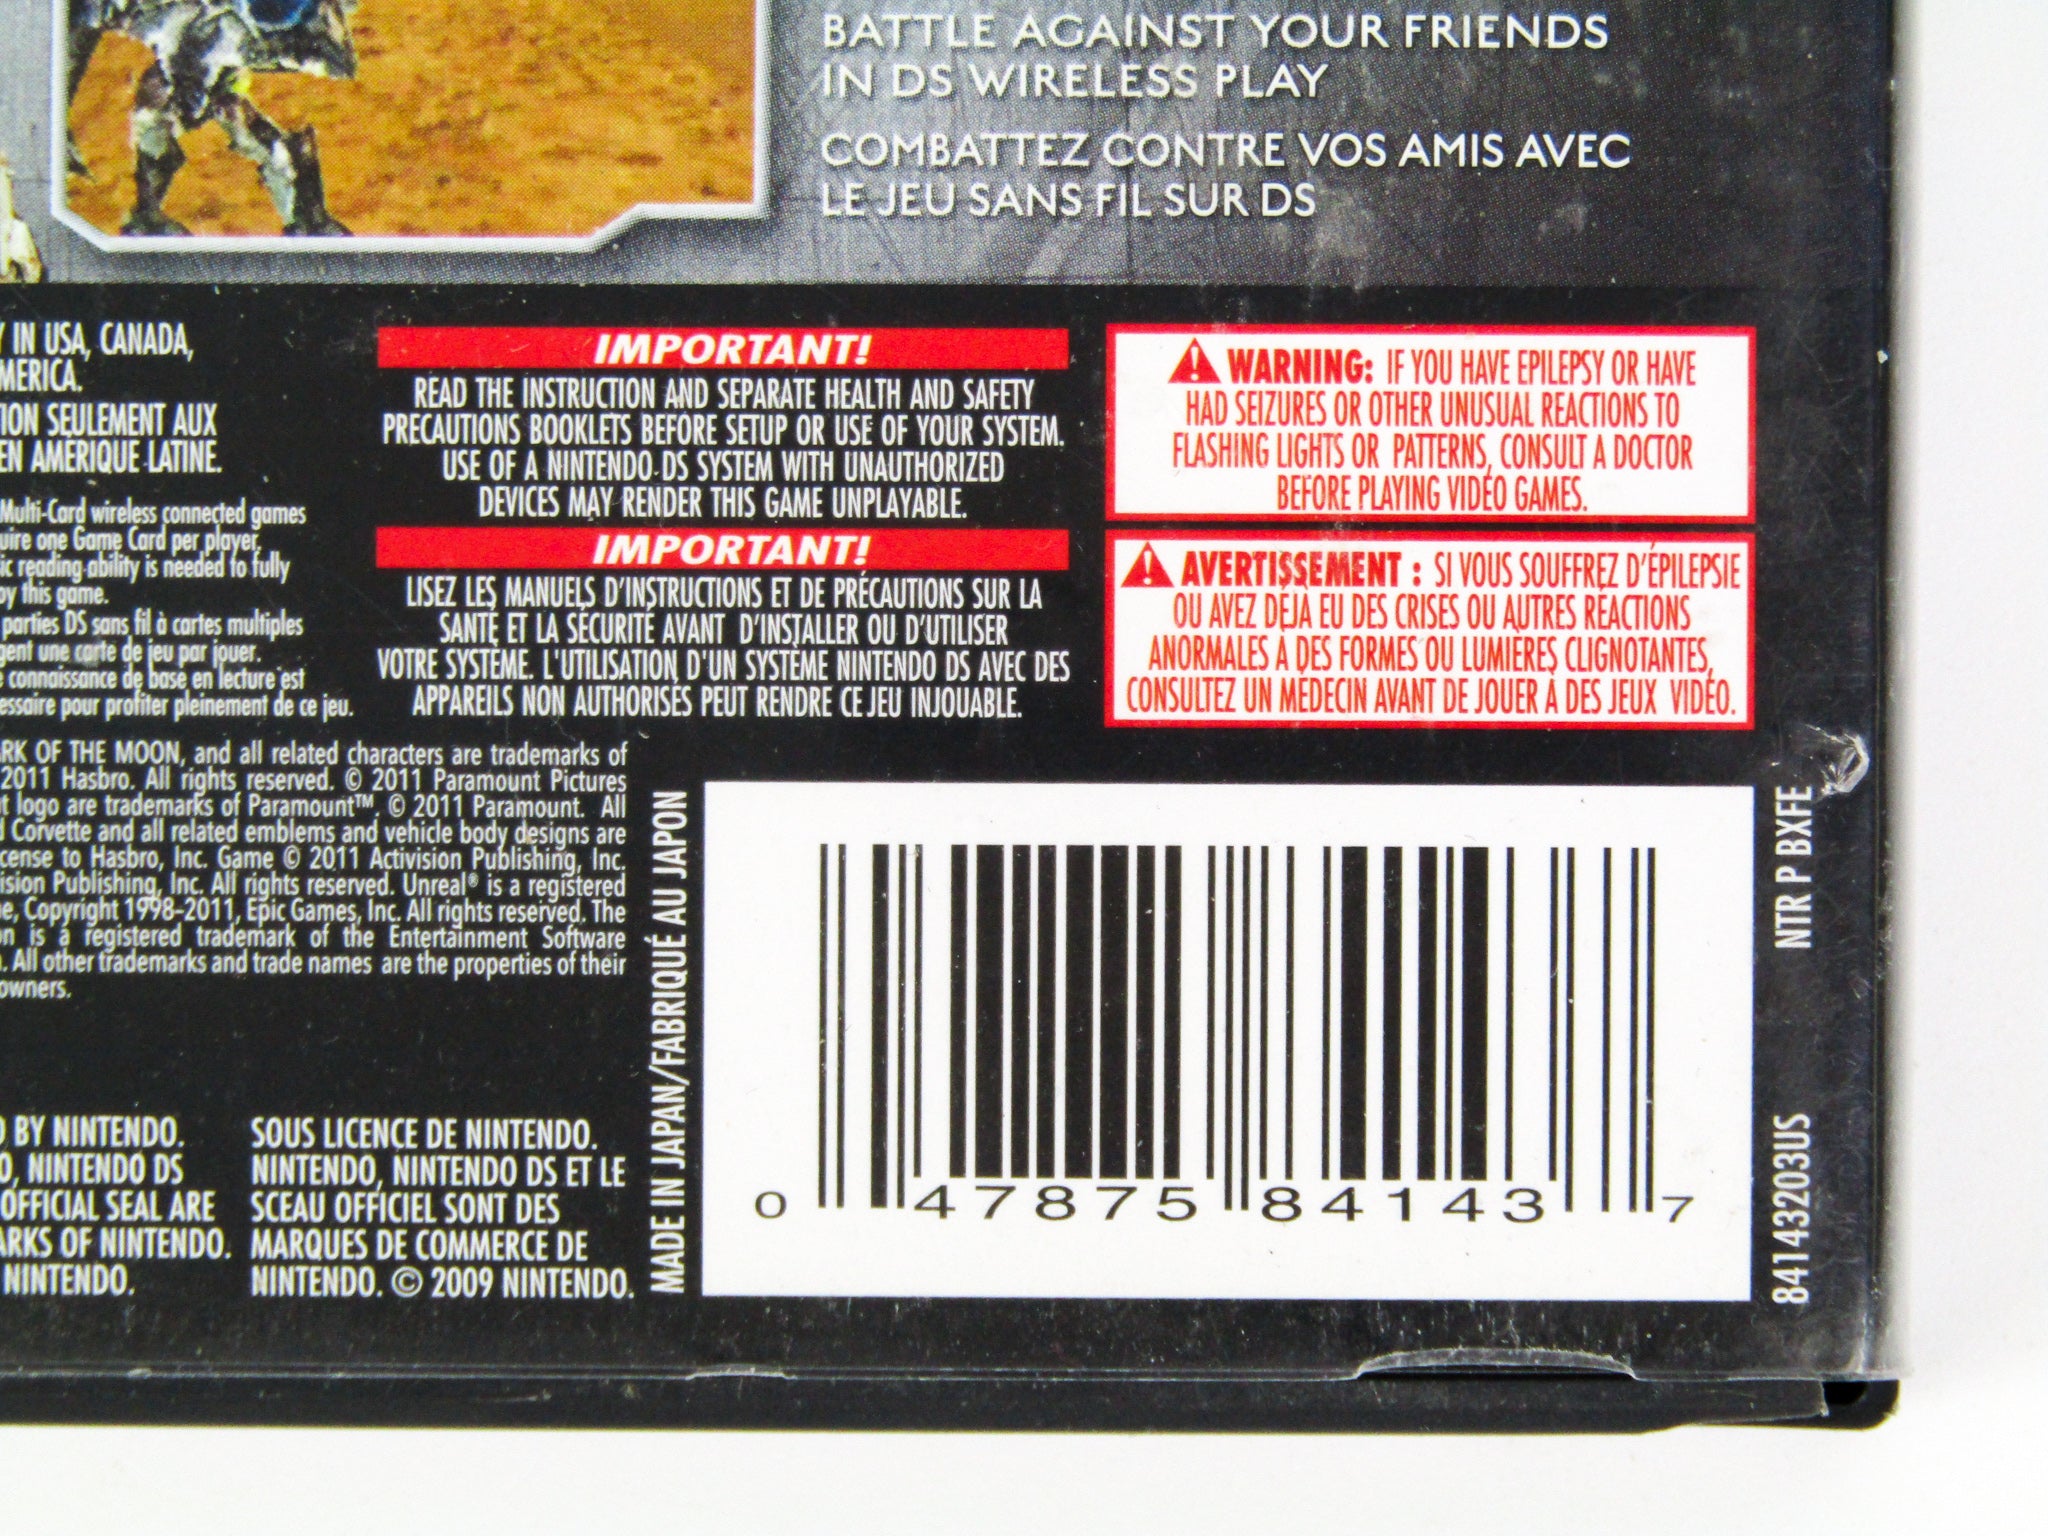 BATTLE AGAINST YOUR FRIENDS
IN DS WIRELESS PLAY
COMBATTEZ CONTRE VOS AMIS AVEC
LE JEU SANS FIL SUR DS
IN USA, CANADA,
TION SEULEMENT AUX
EN AMÉRIQUE LATINE.
Multi-Card wireless connected games
one Game Card per player.
reading ability is needed to fully
this game.
parties DS sans fil à cartes multiples
une carte de jeu par jouer.
connaissance de base en lecture est
pour profiter pleinement de ce jeu.
IMPORTANT!
READ THE INSTRUCTION AND SEPARATE HEALTH AND SAFETY
PRECAUTIONS BOOKLETS BEFORE SETUP OR USE OF YOUR SYSTEM.
USE OF A NINTENDO DS SYSTEM WITH UNAUTHORIZED
DEVICES MAY RENDER THIS GAME UNPLAYABLE.
IMPORTANT!
LISEZ LES MANUELS D'INSTRUCTIONS ET DE PRÉCAUTIONS SUR LA
SANTÉ ET LA SÉCURITÉ AVANT D'INSTALLER OU D'UTILISER
VOTRE SYSTÈME. L'UTILISATION D'UN SYSTÈME NINTENDO DS AVEC DES
APPAREILS NON AUTHORISÉS PEUT RENDRE CE JEU INJOUABLE.
WARNING: IF YOU HAVE EPILEPSY OR HAVE
HAD SEIZURES OR OTHER UNUSUAL REACTIONS TO
FLASHING LIGHTS OR PATTERNS, CONSULT A DOCTOR
BEFORE PLAYING VIDEO GAMES.
AVERTISSEMENT : SI VOUS SOUFFREZ D'ÉPILEPSIE
OU AVEZ DÉJÀ EU DES CRISES OU AUTRES RÉACTIONS
ANORMALES À DES FORMES OU LUMIÈRES CLIGNOTANTES,
CONSULTEZ UN MÉDECIN AVANT DE JOUER À DES JEUX VIDÉO.
OF THE MOON, and all related characters are trademarks of
2011 Hasbro. All rights reserved. © 2011 Paramount Pictures
logo are trademarks of Paramount™, © 2011 Paramount. All
Corvette and all related emblems and vehicle body designs are
to Hasbro, Inc. Game © 2011 Activision Publishing, Inc.
Publishing, Inc. All rights reserved. Unreal® is a registered
Copyright 1998-2011, Epic Games, Inc. All rights reserved. The
is a registered trademark of the Entertainment Software
All other trademarks and trade names are the properties of their
owners.
BY NINTENDO.
NINTENDO DS
OFFICIAL SEAL ARE
OF NINTENDO.
NINTENDO.
SOUS LICENCE DE NINTENDO.
NINTENDO, NINTENDO DS ET LE
SCEAU OFFICIEL SONT DES
MARQUES DE COMMERCE DE
NINTENDO. © 2009 NINTENDO.
MADE IN JAPAN/FABRIQUÉ AU JAPON
0 47875 84143 7
NTR P BXFE
84143203US